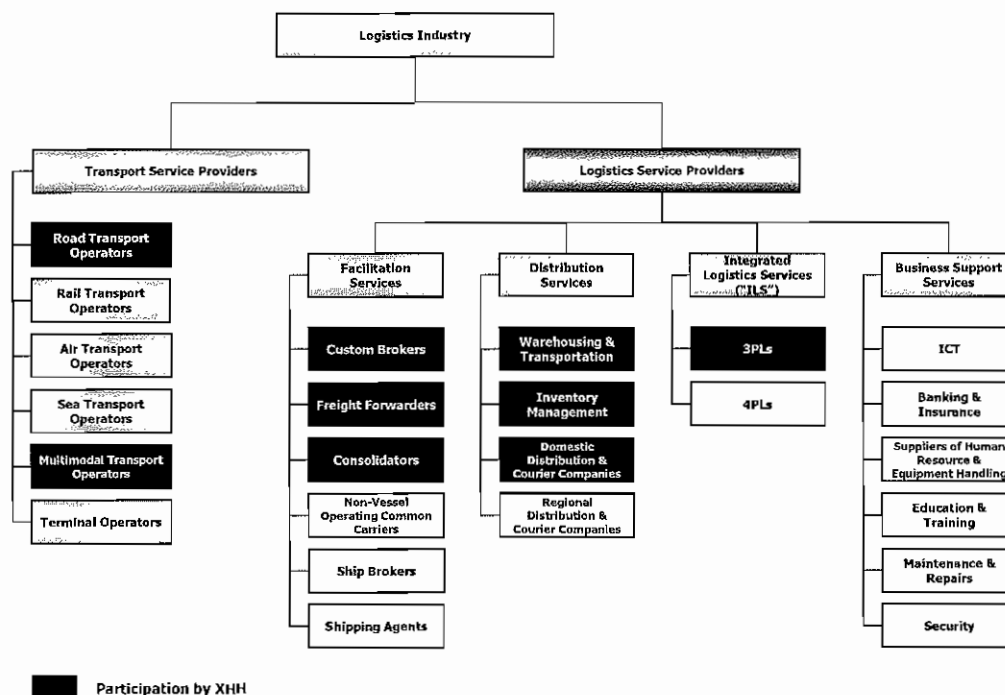 Logistics Industry
Transport Service Providers
Logistics Service Providers
Road Transport
Operators
Rail Transport
Operators
Air Transport
Operators
Sea Transport
Operators
Multimodal Transport
Operators
Terminal Operators
Facilitation
Services
Custom Brokers
Freight Forwarders
Consolidators
Non-Vessel
Operating Common
Carriers
Ship Brokers
Shipping Agents
Distribution
Services
Warehousing &
Transportation
Inventory
Management
Domestic
Distribution &
Courier Companies
Regional
Distribution &
Courier Companies
Integrated
Logistics Services
("ILS")
3PLs
4PLs
Business Support
Services
ICT
Banking &
Insurance
Suppliers of Human
Resource &
Equipment Handling
Education &
Training
Maintenance &
Repairs
Security
Participation by XHH